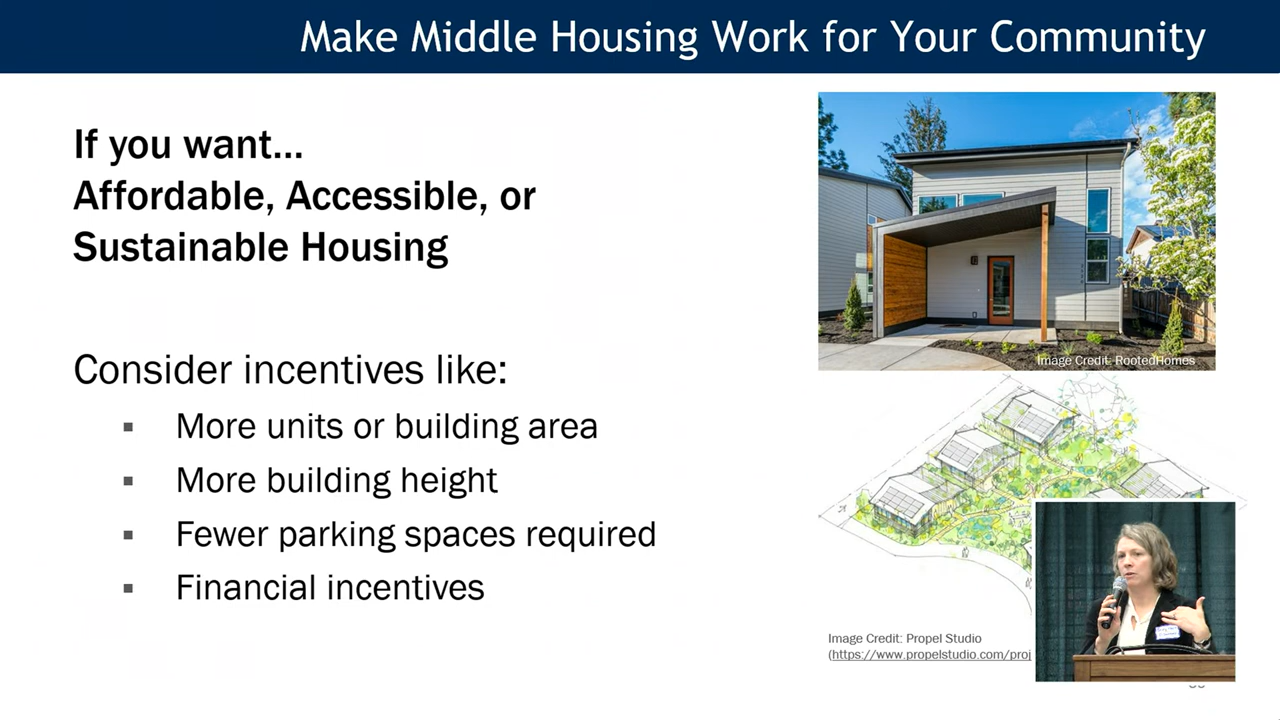 Make Middle Housing Work for Your Community
If you want...
Affordable, Accessible, or
Sustainable Housing
Consider incentives like:
▪ More units or building area
▪ More building height
▪ Fewer parking spaces required
▪ Financial incentives
Image Credit: RootedHomes
Image Credit: Propel Studio
(https://www.propelstudio.com/proj